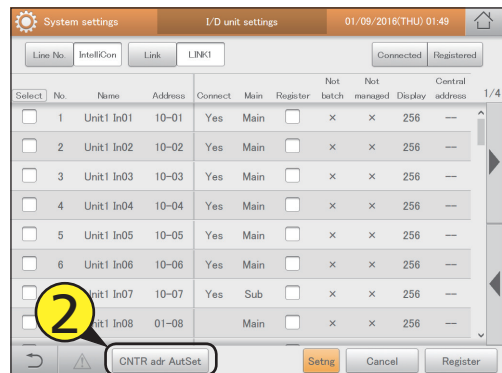 System settings I/D unit settings 01/09/2016(THU) 01:49
Line No. IntelliCon Link LINK1 Connected Registered
Select No. Name Address Connect Main Register Not batch Not managed Display Central address 1/4
1 Unit1 In01 10-01 Yes Main × × 256 --
2 Unit1 In02 10-02 Yes Main × × 256 --
3 Unit1 In03 10-03 Yes Main × × 256 --
4 Unit1 In04 10-04 Yes Main × × 256 --
5 Unit1 In05 10-05 Yes Main × × 256 --
6 Unit1 In06 10-06 Yes Main × × 256 --
In07 10-07 Yes Sub × × 256 --
In08 01-08 Main × × 256 --
2
CNTR adr AutSet Setng Cancel Register